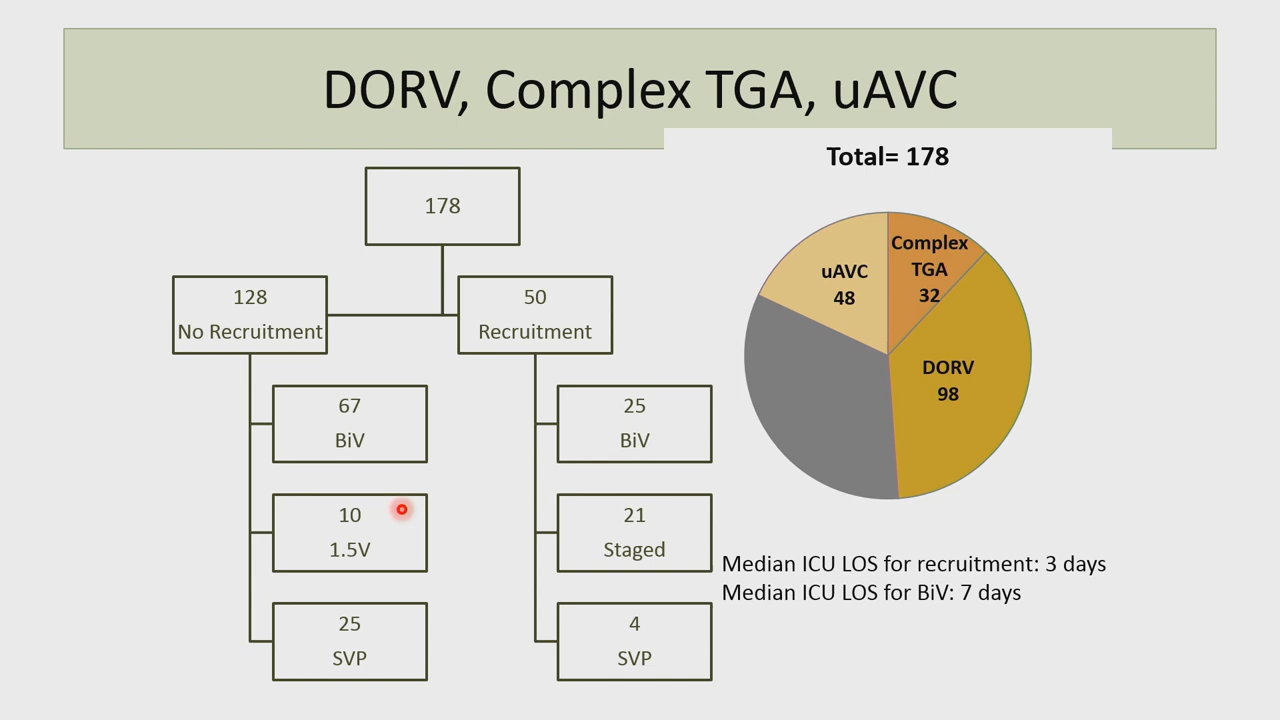 DORV, Complex TGA, uAVC
178
128
No Recruitment
50
Recruitment
67
BiV
25
BiV
10
1.5V
21
Staged
25
SVP
4
SVP
Total= 178
Complex
TGA
32
uAVC
48
DORV
98
Median ICU LOS for recruitment: 3 days
Median ICU LOS for BiV: 7 days